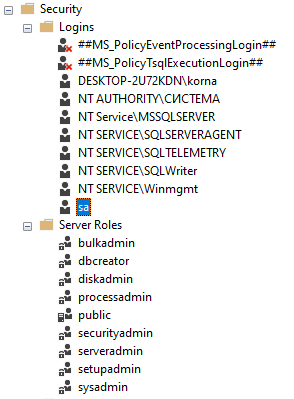 Security
Logins
##MS_PolicyEventProcessingLogin##
##MS_PolicyTsqlExecutionLogin##
DESKTOP-2U72KDN\korna
NT AUTHORITY\СИСТЕМА
NT Service\MSSQLSERVER
NT SERVICE\SQLSERVERAGENT
NT SERVICE\SQLTELEMETRY
NT SERVICE\SQLWriter
NT SERVICE\Winmgmt
sa
Server Roles
bulkadmin
dbcreator
diskadmin
processadmin
public
securityadmin
serveradmin
setupadmin
sysadmin